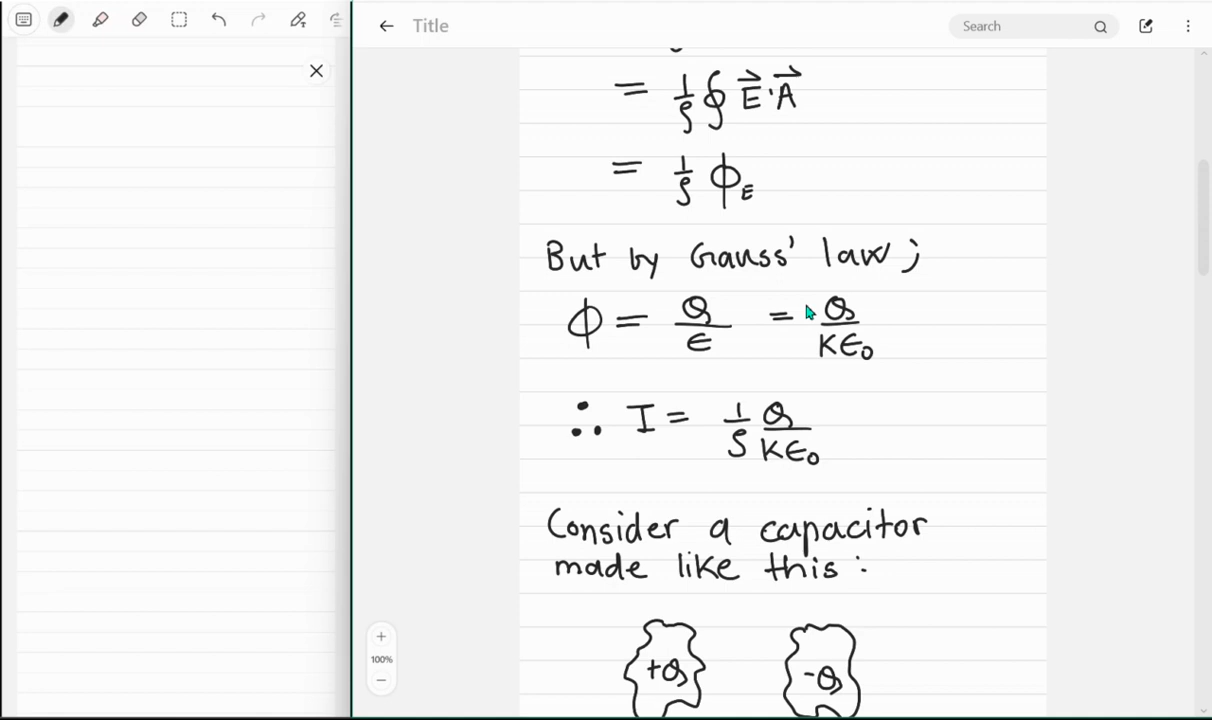 Title
Search
= 1/ρ ∮ E⃗·A⃗
= 1/ρ ϕ_E
But by Gauss' law;
ϕ = Q/ϵ = Q/Kϵ₀
∴ I = 1/ρ Q/Kϵ₀
Consider a capacitor
made like this:
+Q -Q
100%